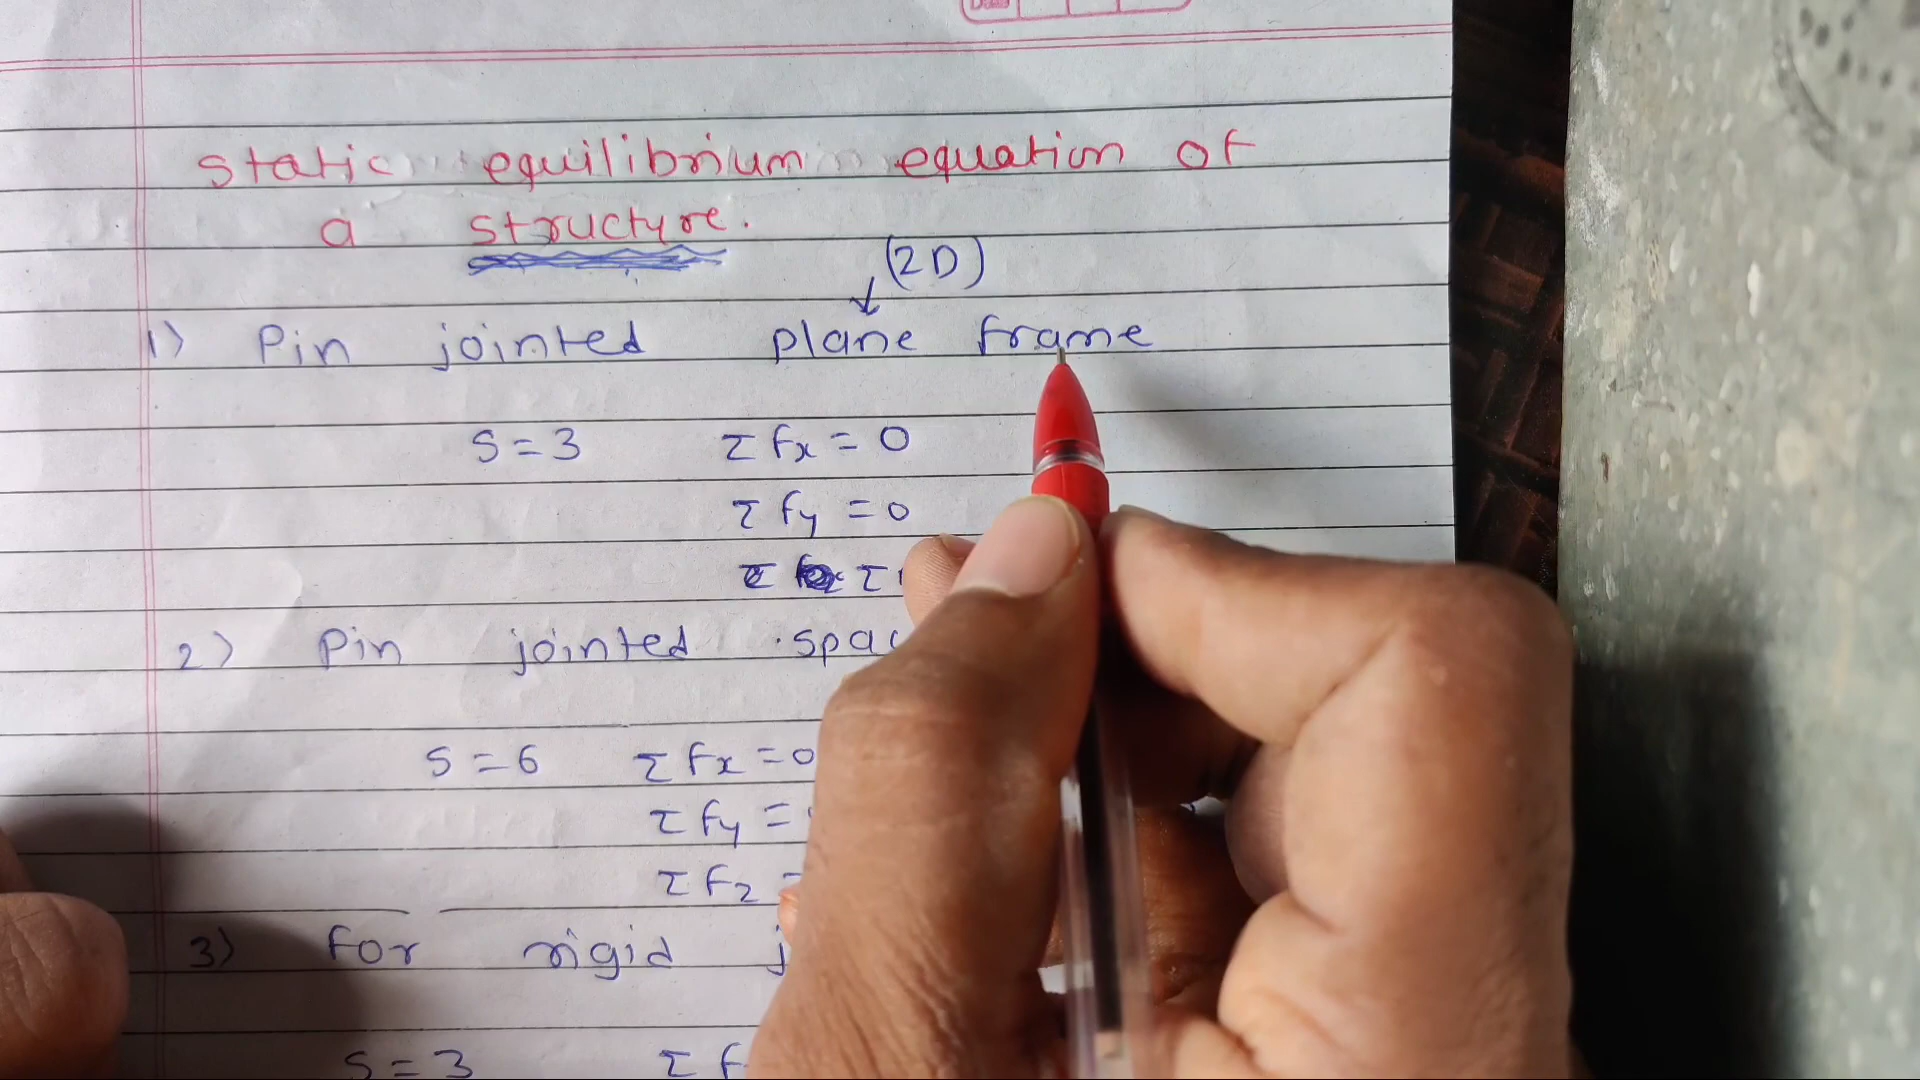 static equilibrium equation of
a structure.
(2D)
↓
1) Pin jointed plane frame
S = 3 Σ Fx = 0
Σ Fy = 0
Σ Σ
2) Pin jointed
S = 6 Σ Fx = 0
Σ Fy =
Σ Fz
3) For rigid
S = 3 Σ F